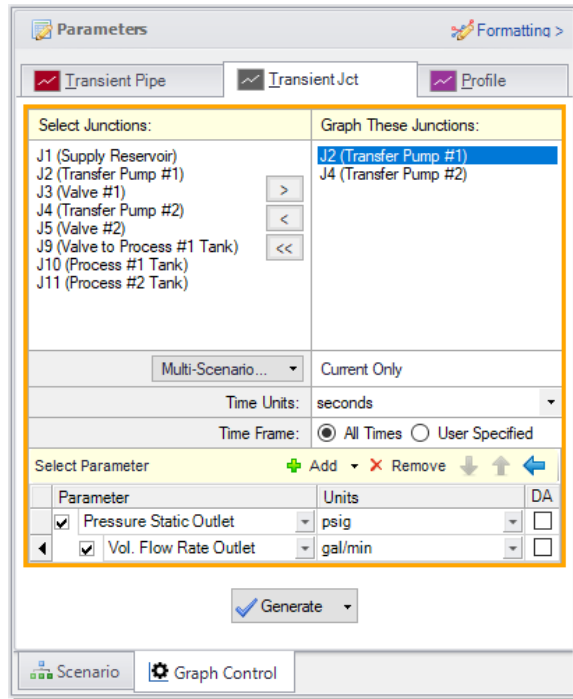 Parameters
Formatting >
Transient Pipe
Transient Jct
Profile
Select Junctions:
Graph These Junctions:
J1 (Supply Reservoir)
J2 (Transfer Pump #1)
J3 (Valve #1)
J4 (Transfer Pump #2)
J5 (Valve #2)
J9 (Valve to Process #1 Tank)
J10 (Process #1 Tank)
J11 (Process #2 Tank)
>
<
<<
J2 (Transfer Pump #1)
J4 (Transfer Pump #2)
Multi-Scenario...
Current Only
Time Units:
seconds
Time Frame:
All Times
User Specified
Select Parameter
Add
Remove
Parameter
Units
DA
Pressure Static Outlet
psig
Vol. Flow Rate Outlet
gal/min
Generate
Scenario
Graph Control